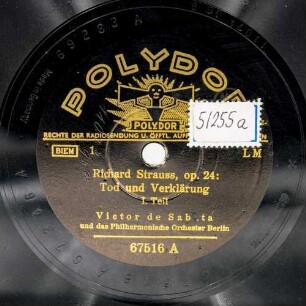 POLYDOR
POLYDOR
RECHTE DER RADIOSENDUNG U. ÖFFTL.
51255a
BIEM 1 LM
Richard Strauss, op. 24:
Tod und Verklärung
I. Teil
Victor de Sab ta
und das Philharmonische Orchester Berlin
67516 A